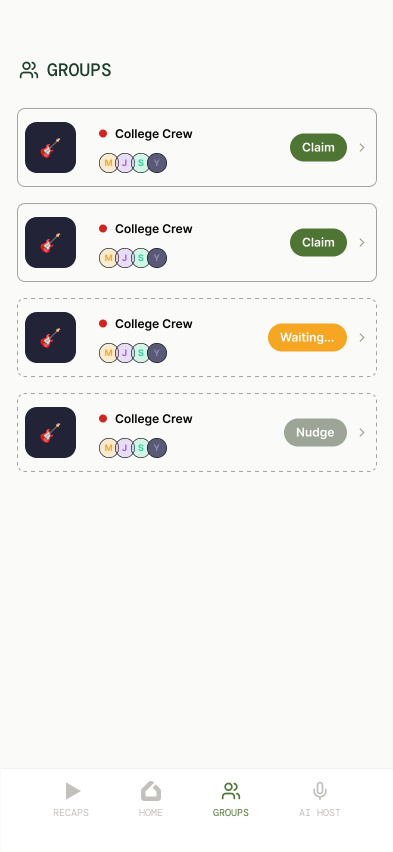 GROUPS
College Crew
Claim
M J S Y
College Crew
Claim
M J S Y
College Crew
Waiting...
M J S Y
College Crew
Nudge
M J S Y
RECAPS HOME GROUPS AI HOST